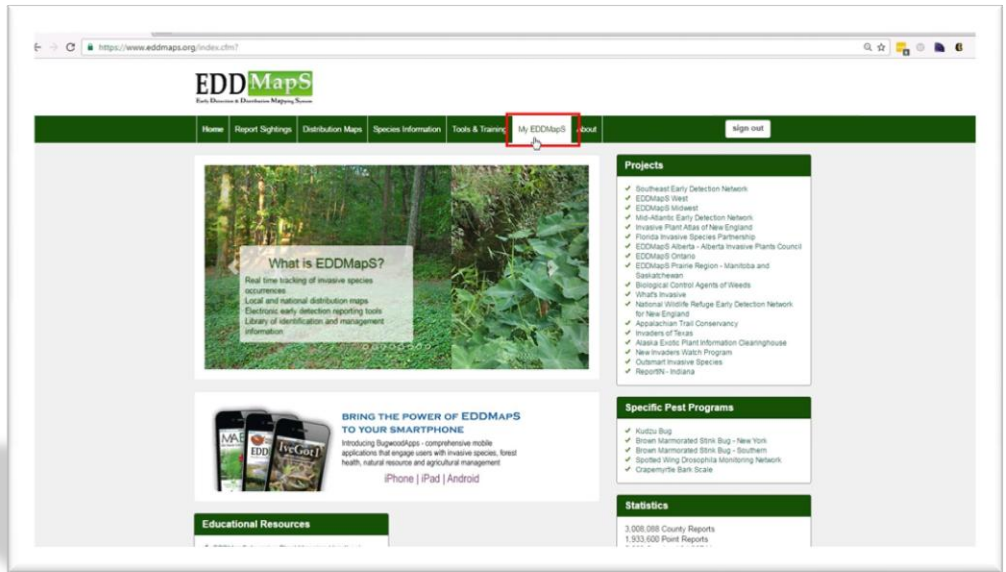 https://www.eddmaps.org/index.cfm?
EDDMapS
Early Detection & Distribution Mapping System
Home Report Sightings Distribution Maps Species Information Tools & Training My EDDMapS About sign out
What is EDDMapS?
Real time tracking of invasive species
occurrences
Local and national distribution maps
Electronic early detection reporting tools
Library of identification and management
information
BRING THE POWER OF EDDMAPS
TO YOUR SMARTPHONE
Introducing BugwoodApps - comprehensive mobile
applications that engage users with invasive species, forest
health, natural resource and agricultural management
iPhone | iPad | Android
MAE
EDD
IveGot1
Educational Resources
Projects
Southeast Early Detection Network
EDDMapS West
EDDMapS Midwest
Mid-Atlantic Early Detection Network
Invasive Plant Atlas of New England
Florida Invasive Species Partnership
EDDMapS Alberta - Alberta Invasive Plants Council
EDDMapS Ontario
EDDMapS Prairie Region - Manitoba and
Saskatchewan
Biological Control Agents of Weeds
What's Invasive
National Wildlife Refuge Early Detection Network
for New England
Appalachian Trail Conservancy
Invaders of Texas
Alaska Exotic Plant Information Clearinghouse
New Invaders Watch Program
Outsmart Invasive Species
ReportIN - Indiana
Specific Pest Programs
Kudzu Bug
Brown Marmorated Stink Bug - New York
Brown Marmorated Stink Bug - Southern
Spotted Wing Drosophila Monitoring Network
Crapemyrtle Bark Scale
Statistics
3,008,088 County Reports
1,933,600 Point Reports